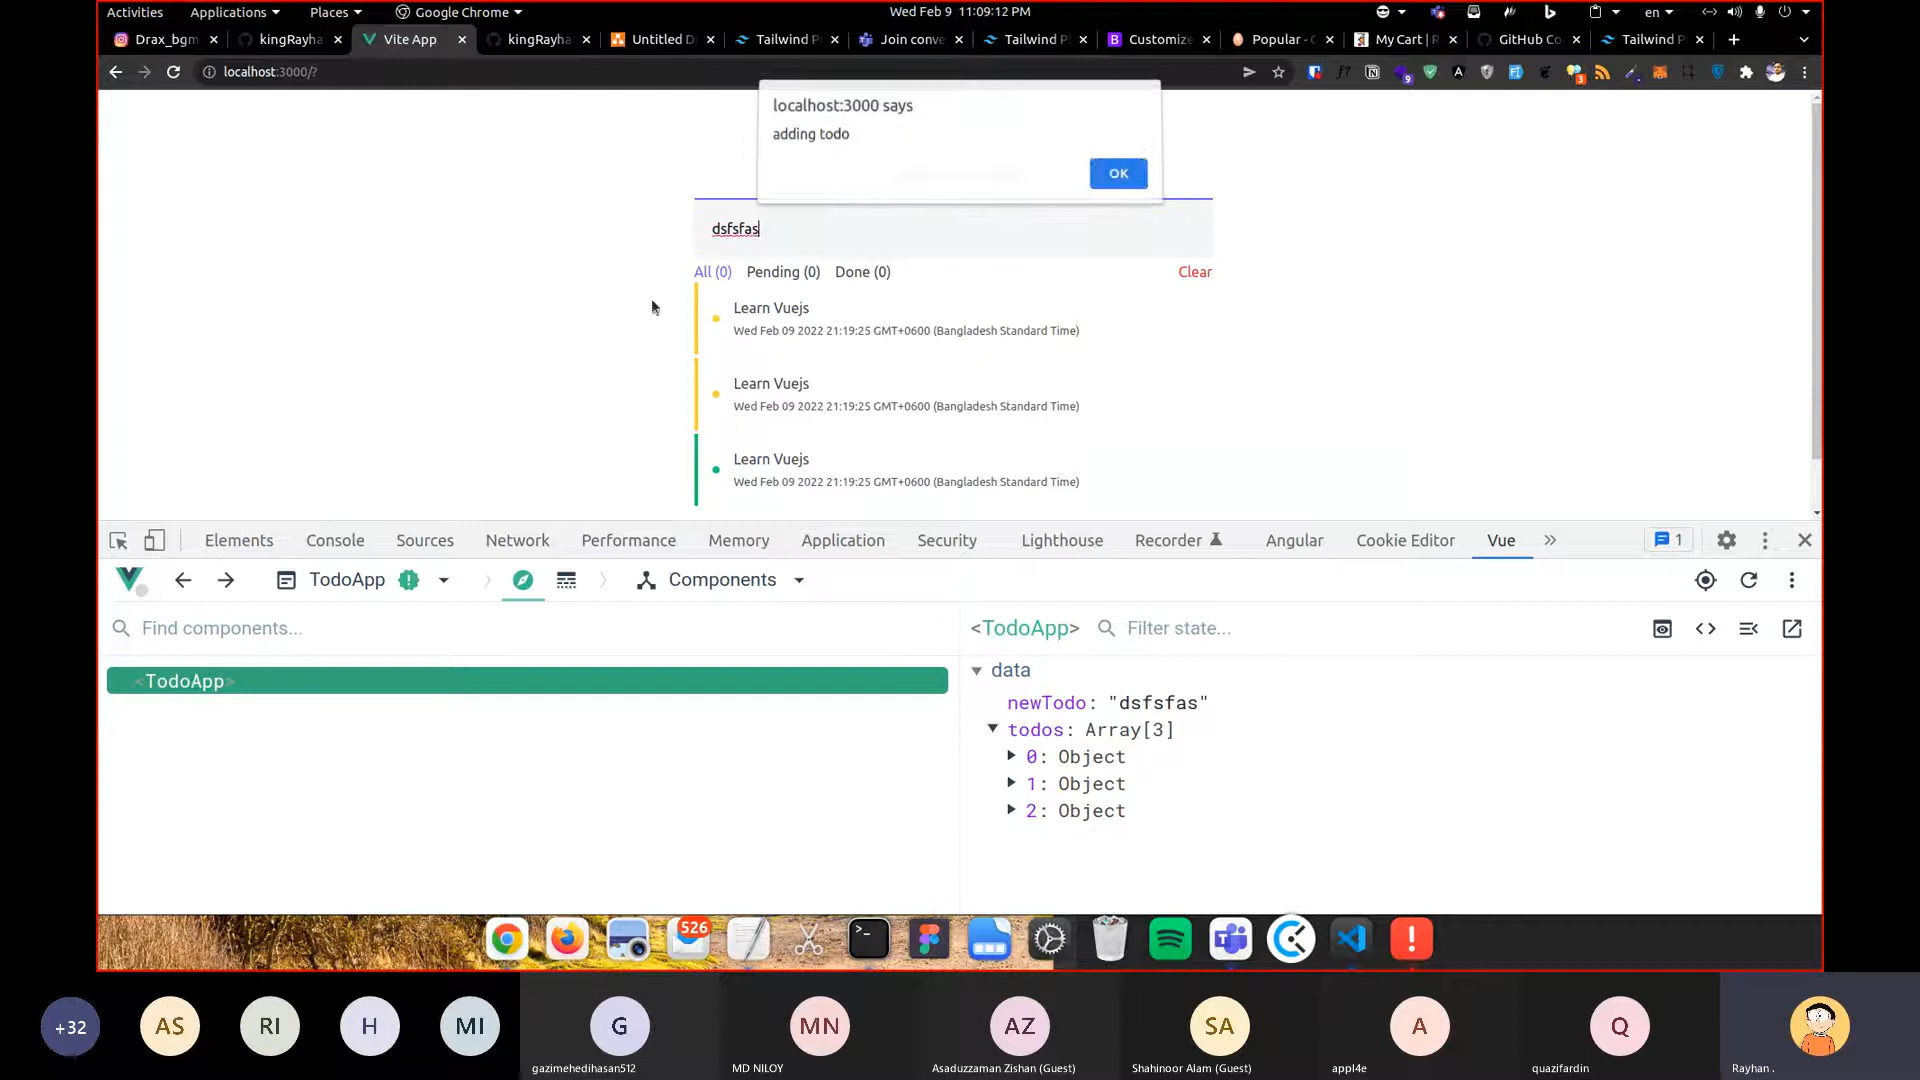 Activities Applications Places Google Chrome Wed Feb 9 11:09:12 PM en
Drax_bgm kingRayha Vite App kingRayha Untitled D Tailwind P Join conve Tailwind P Customize Popular - My Cart | R GitHub Co Tailwind P
localhost:3000/?
localhost:3000 says
adding todo
OK
dsfsfas
All (0) Pending (0) Done (0) Clear
Learn Vuejs
Wed Feb 09 2022 21:19:25 GMT+0600 (Bangladesh Standard Time)
Learn Vuejs
Wed Feb 09 2022 21:19:25 GMT+0600 (Bangladesh Standard Time)
Learn Vuejs
Wed Feb 09 2022 21:19:25 GMT+0600 (Bangladesh Standard Time)
Elements Console Sources Network Performance Memory Application Security Lighthouse Recorder Angular Cookie Editor Vue 1
TodoApp Components
Find components...
<TodoApp> Filter state...
<TodoApp>
data
newTodo: "dsfsfas"
todos: Array[3]
0: Object
1: Object
2: Object
526
+32 AS RI H MI G MN AZ SA A Q
gazimehedihasan512 MD NILOY Asaduzzaman Zishan (Guest) Shahinoor Alam (Guest) appl4e quazifardin Rayhan .